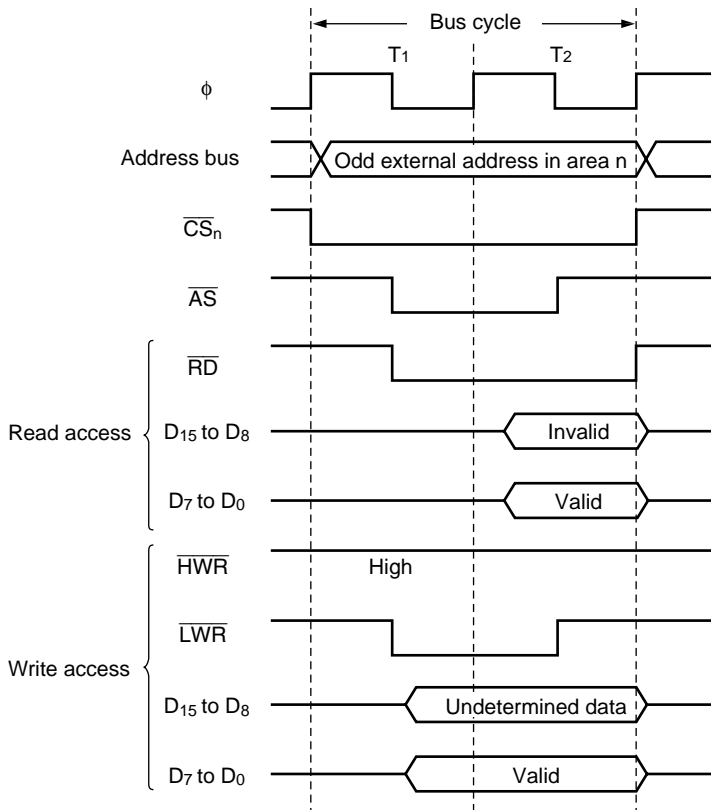 Bus cycle
T1 T2
ϕ
Address bus Odd external address in area n
CSn
AS
RD
Read access D15 to D8 Invalid
D7 to D0 Valid
HWR High
LWR
Write access
D15 to D8 Undetermined data
D7 to D0 Valid